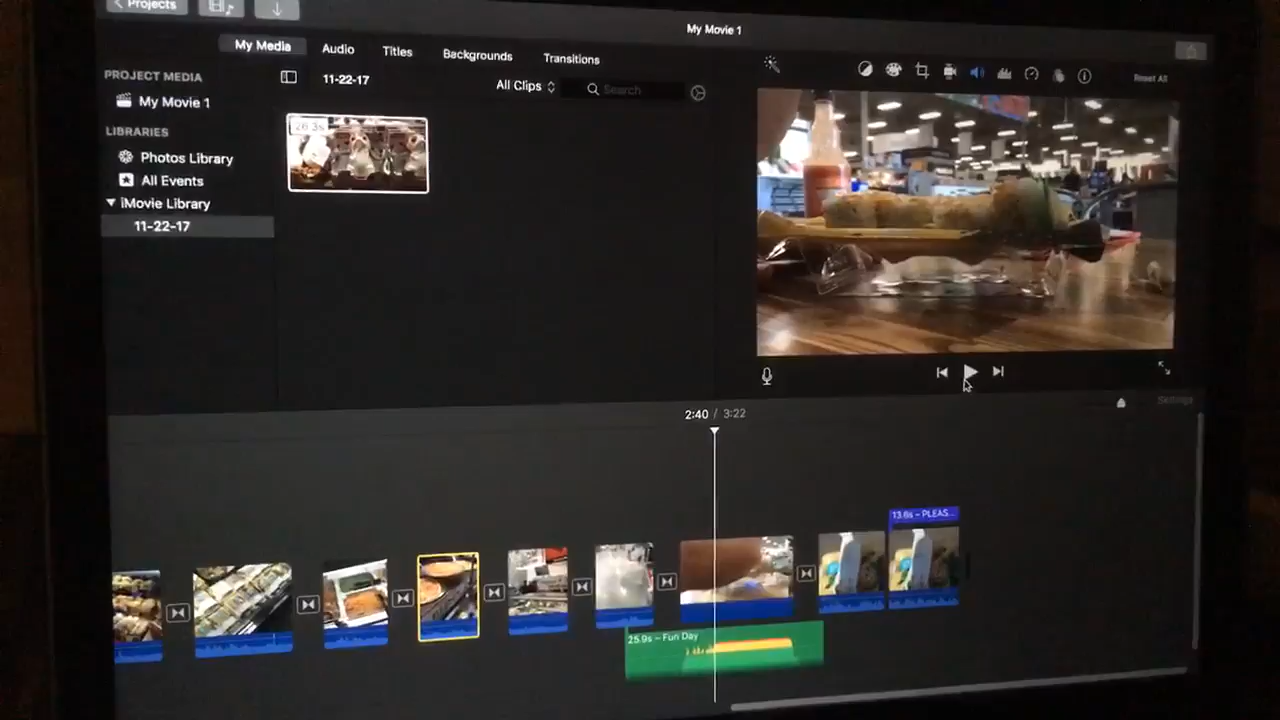 Projects
My Movie 1
My Media
Audio
Titles
Backgrounds
Transitions
PROJECT MEDIA
11-22-17
All Clips
Search
Reset All
My Movie 1
LIBRARIES
26.3s
Photos Library
All Events
iMovie Library
11-22-17
2:40 / 3:22
Settings
13.8s – PLEAS...
25.9s – Fun Day